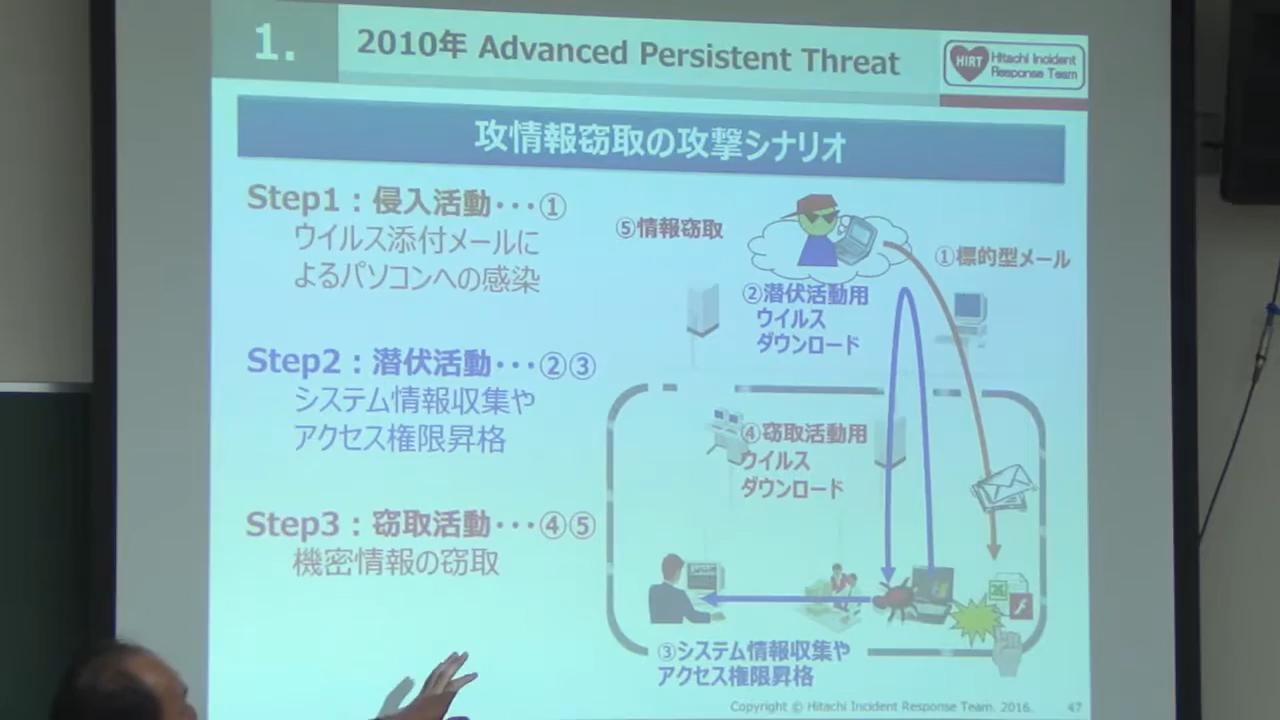 1.
2010年 Advanced Persistent Threat
HIRT
Hitachi Incident
Response Team
攻情報窃取の攻撃シナリオ
Step1：侵入活動･･･①
ウイルス添付メールに
よるパソコンへの感染
Step2：潜伏活動･･･②③
システム情報収集や
アクセス権限昇格
Step3：窃取活動･･･④⑤
機密情報の窃取
⑤情報窃取
①標的型メール
②潜伏活動用
ウイルス
ダウンロード
④窃取活動用
ウイルス
ダウンロード
③システム情報収集や
アクセス権限昇格
Copyright © Hitachi Incident Response Team. 2016.
47